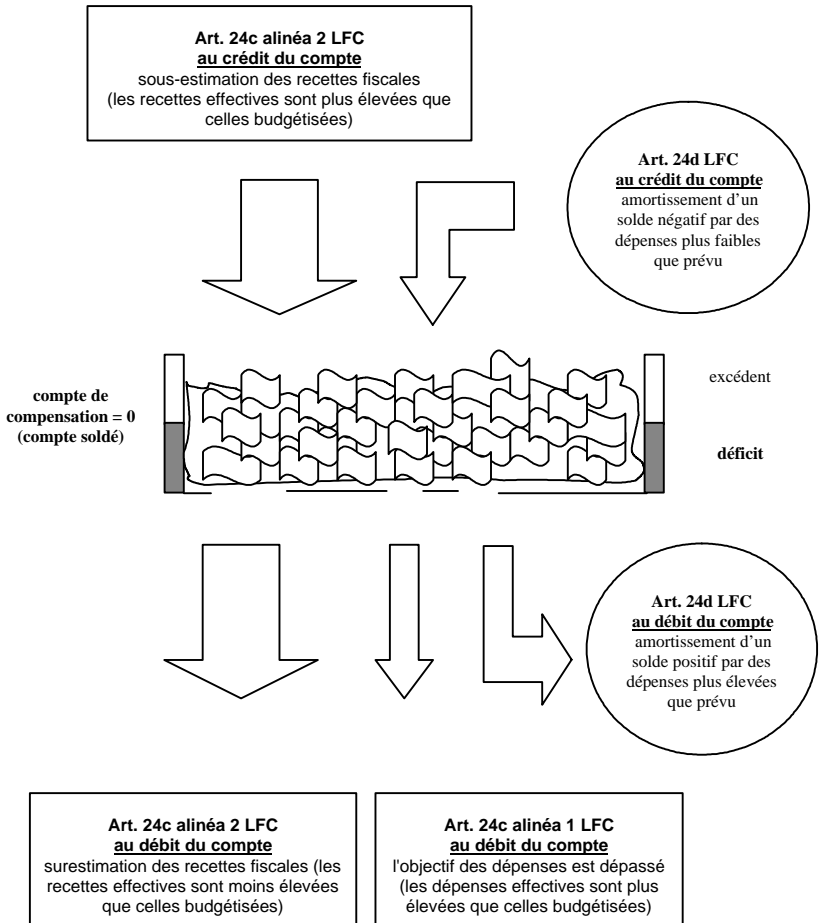 Art. 24c alinéa 2 LFC
au crédit du compte
sous-estimation des recettes fiscales
(les recettes effectives sont plus élevées que
celles budgétisées)
Art. 24d LFC
au crédit du compte
amortissement d'un
solde négatif par des
dépenses plus faibles
que prévu
compte de
compensation = 0
(compte soldé)
excédent
déficit
Art. 24d LFC
au débit du compte
amortissement d'un
solde positif par des
dépenses plus élevées
que prévu
Art. 24c alinéa 2 LFC
au débit du compte
surestimation des recettes fiscales (les
recettes effectives sont moins élevées
que celles budgétisées)
Art. 24c alinéa 1 LFC
au débit du compte
l'objectif des dépenses est dépassé
(les dépenses effectives sont plus
élevées que celles budgétisées)